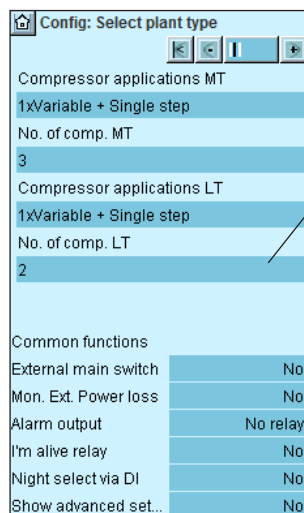 Config: Select plant type
Compressor applications MT
1xVariable + Single step
No. of comp. MT
3
Compressor applications LT
1xVariable + Single step
No. of comp. LT
2
Common functions
External main switch No
Mon. Ext. Power loss No
Alarm output No relay
I'm alive relay No
Night select via DI No
Show advanced set... No